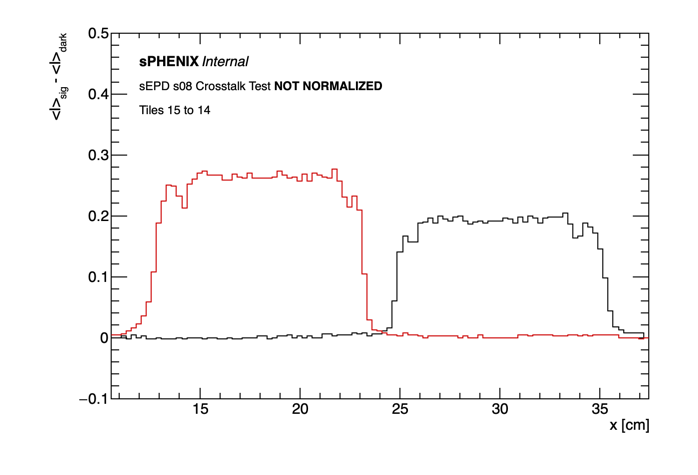 0.5
<I>sig - <I>dark
sPHENIX Internal
sEPD s08 Crosstalk Test NOT NORMALIZED
0.4
Tiles 15 to 14
0.3
0.2
0.1
0
−0.1
15 20 25 30 35
x [cm]